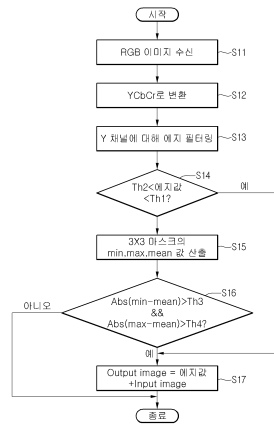 시작
RGB 이미지 수신
S11
YCbCr로 변환
S12
Y 채널에 대해 에지 필터링
S13
S14
Th2<에지값
<Th1?
예
3X3 마스크의
min,max,mean 값 산출
S15
S16
아니오
Abs(min-mean)>Th3
&&
Abs(max-mean)>Th4?
예
Output image = 에지값
+Input image
S17
종료